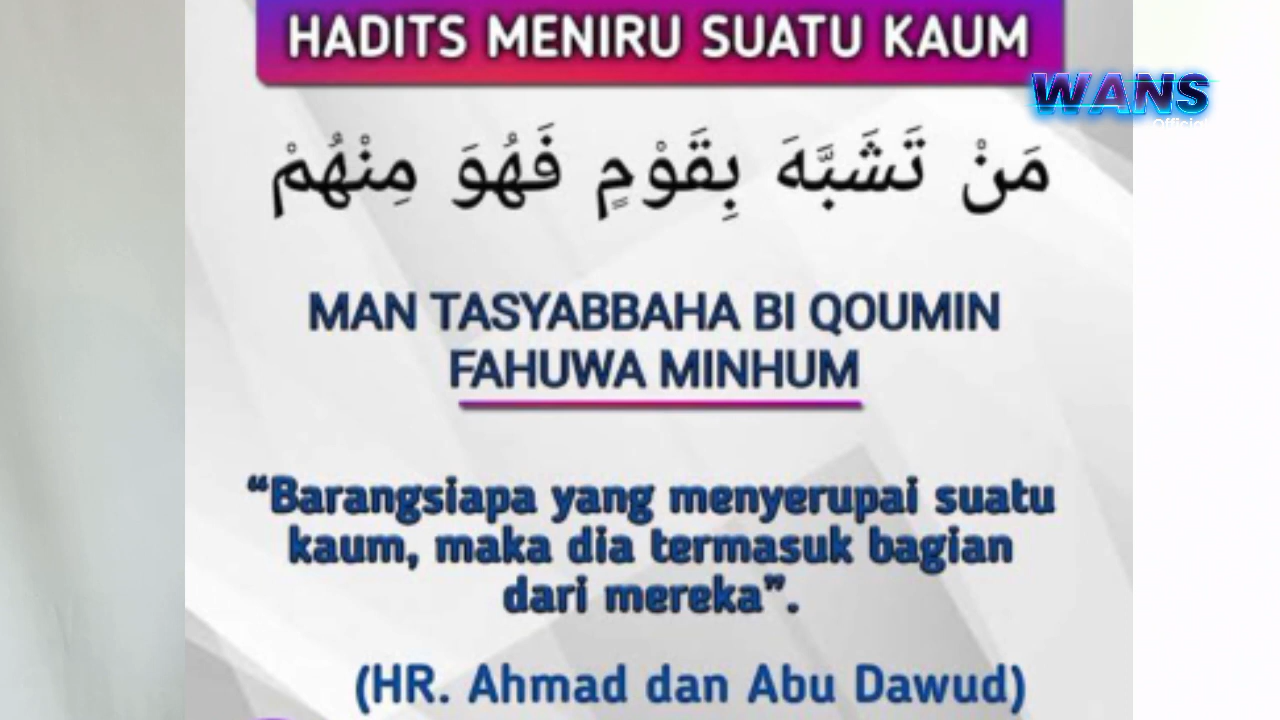 HADITS MENIRU SUATU KAUM
WANS
Official
مَنْ تَشَبَّهَ بِقَوْمٍ فَهُوَ مِنْهُمْ
MAN TASYABBAHA BI QOUMIN
FAHUWA MINHUM
“Barangsiapa yang menyerupai suatu
kaum, maka dia termasuk bagian
dari mereka”.
(HR. Ahmad dan Abu Dawud)